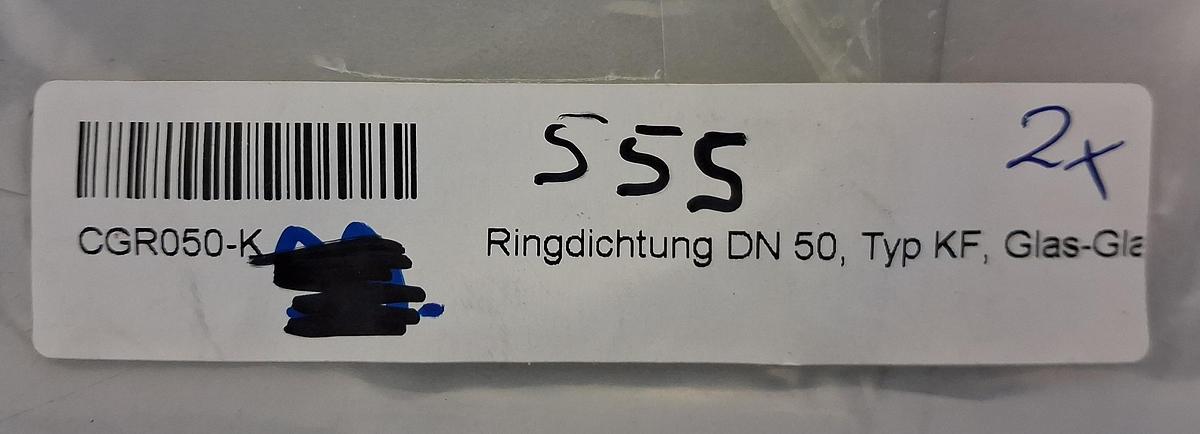 555
2x
CGR050-K
Ringdichtung DN 50, Typ KF, Glas-Gla